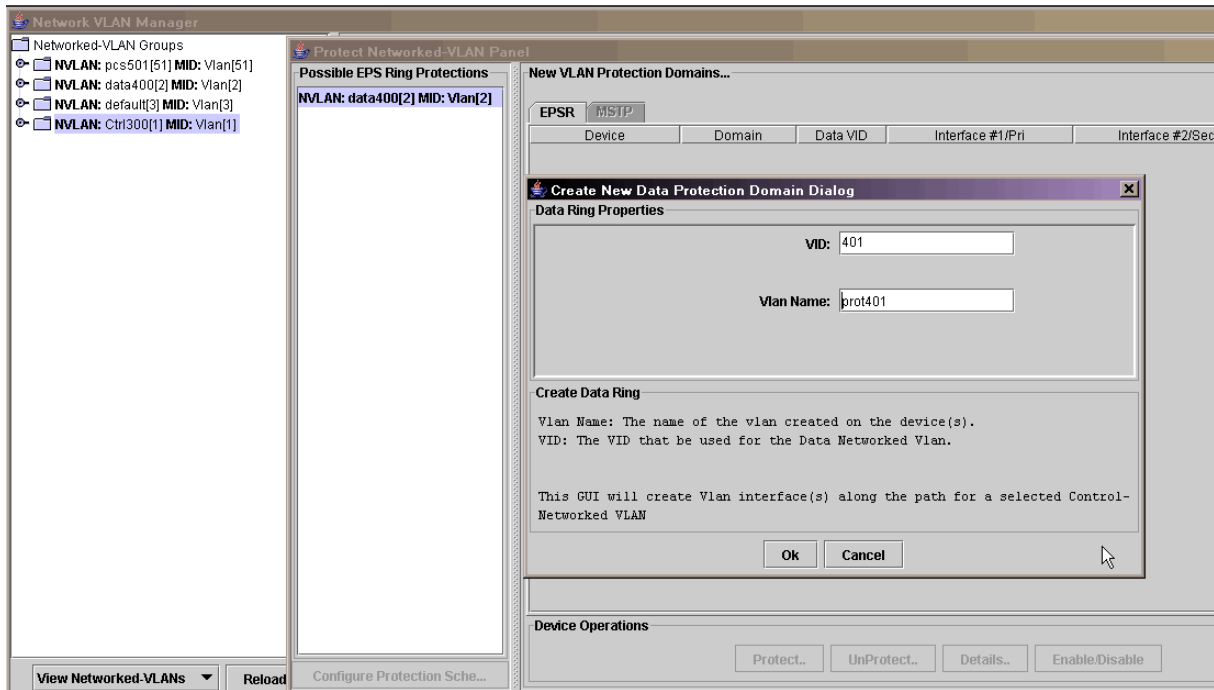 Network VLAN Manager
Networked-VLAN Groups
NVLAN: pcs501[51] MID: Vlan[51]
NVLAN: data400[2] MID: Vlan[2]
NVLAN: default[3] MID: Vlan[3]
NVLAN: Ctrl300[1] MID: Vlan[1]
View Networked-VLANs
Reload
Protect Networked-VLAN Panel
Possible EPS Ring Protections
NVLAN: data400[2] MID: Vlan[2]
Configure Protection Sche...
New VLAN Protection Domains...
EPSR MSTP
Device Domain Data VID Interface #1/Pri Interface #2/Sec
Create New Data Protection Domain Dialog
Data Ring Properties
VID: 401
Vlan Name: prot401
Create Data Ring
Vlan Name: The name of the vlan created on the device(s).
VID: The VID that be used for the Data Networked Vlan.
This GUI will create Vlan interface(s) along the path for a selected Control-
Networked VLAN
Ok Cancel
Device Operations
Protect.. UnProtect.. Details.. Enable/Disable